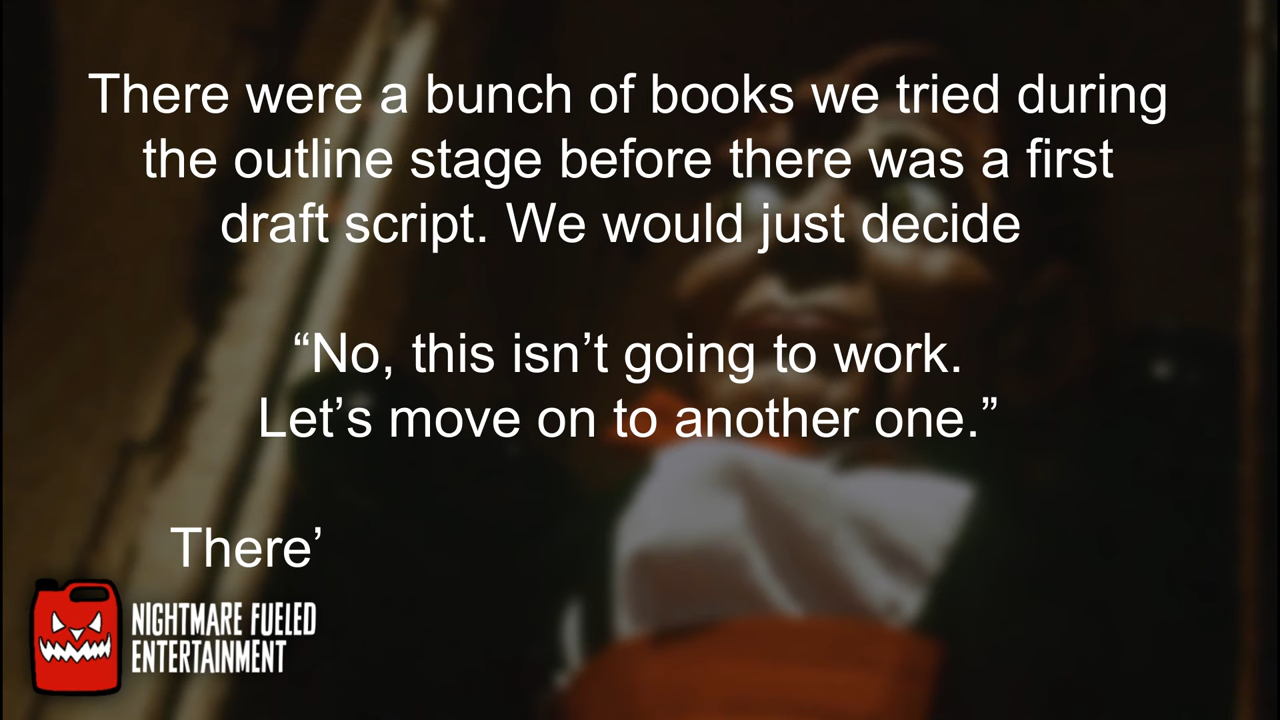 There were a bunch of books we tried during
the outline stage before there was a first
draft script. We would just decide
“No, this isn’t going to work.
Let’s move on to another one.”
There’
NIGHTMARE FUELED
ENTERTAINMENT